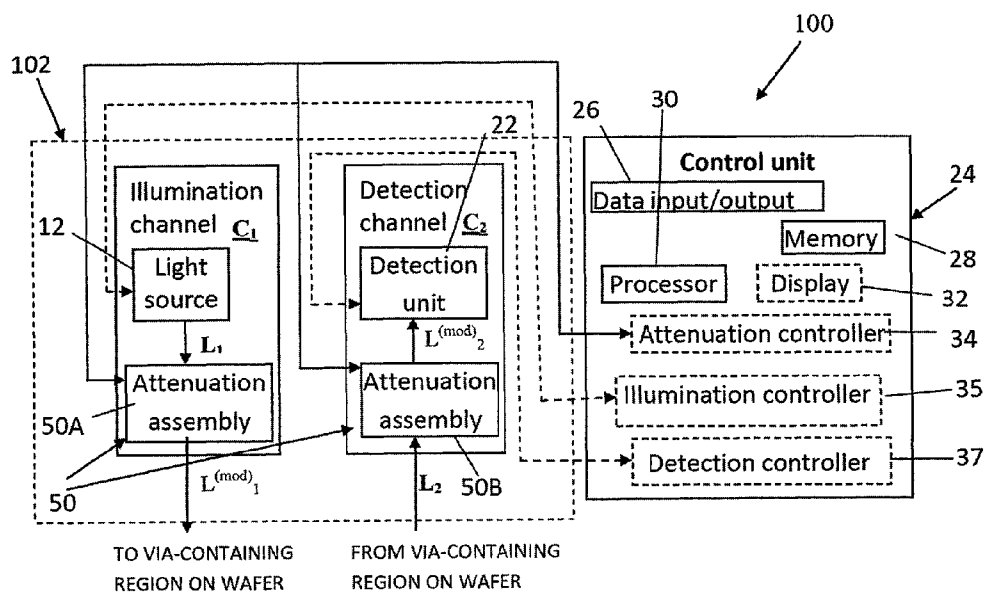 100
102
30
26
22
Control unit
24
Illumination
channel C₁
Detection
channel C₂
Data input/output
12
Memory
28
Light
source
Detection
unit
Processor
Display
32
L₁
L⁽ᵐᵒᵈ⁾₂
Attenuation controller
34
Attenuation
assembly
50A
Attenuation
assembly
Illumination controller
35
50
L⁽ᵐᵒᵈ⁾₁
L₂
50B
Detection controller
37
TO VIA-CONTAINING
REGION ON WAFER
FROM VIA-CONTAINING
REGION ON WAFER